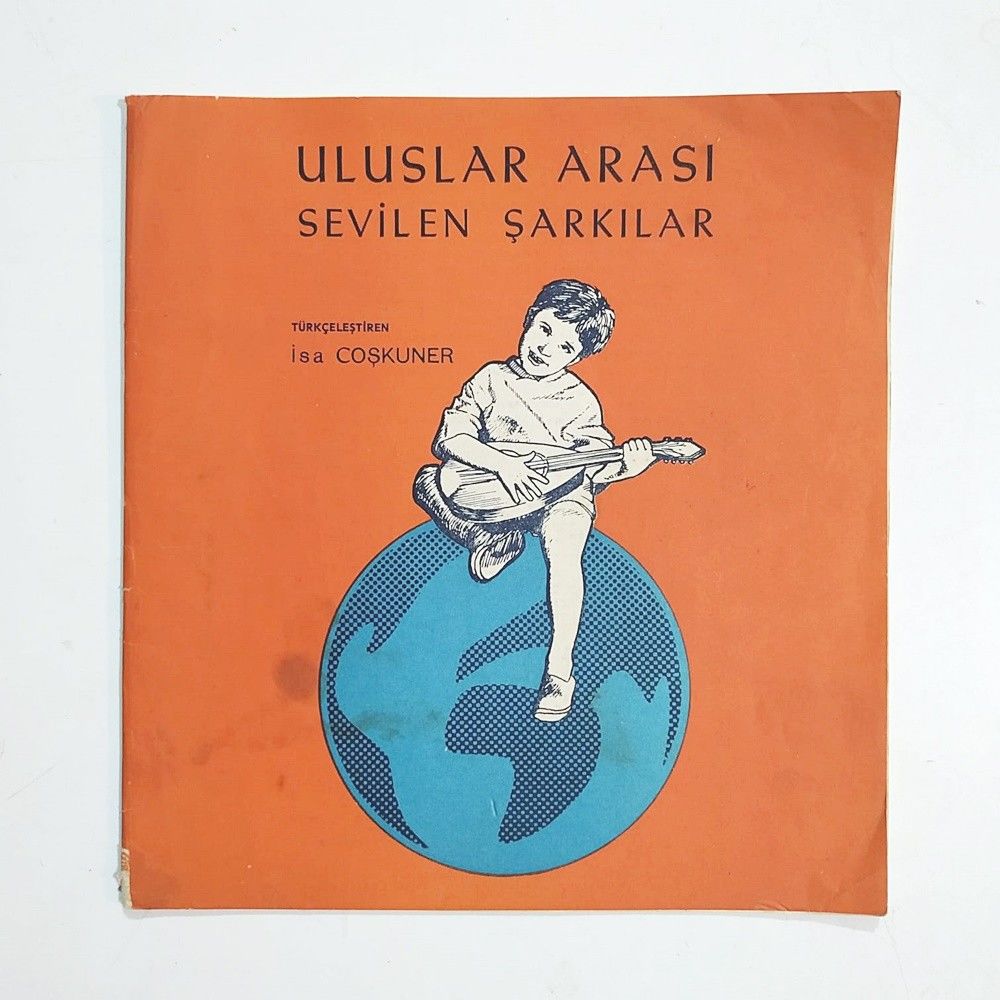 ULUSLAR ARASI
SEVİLEN ŞARKILAR
TÜRKÇELEŞTİREN
İsa COŞKUNER